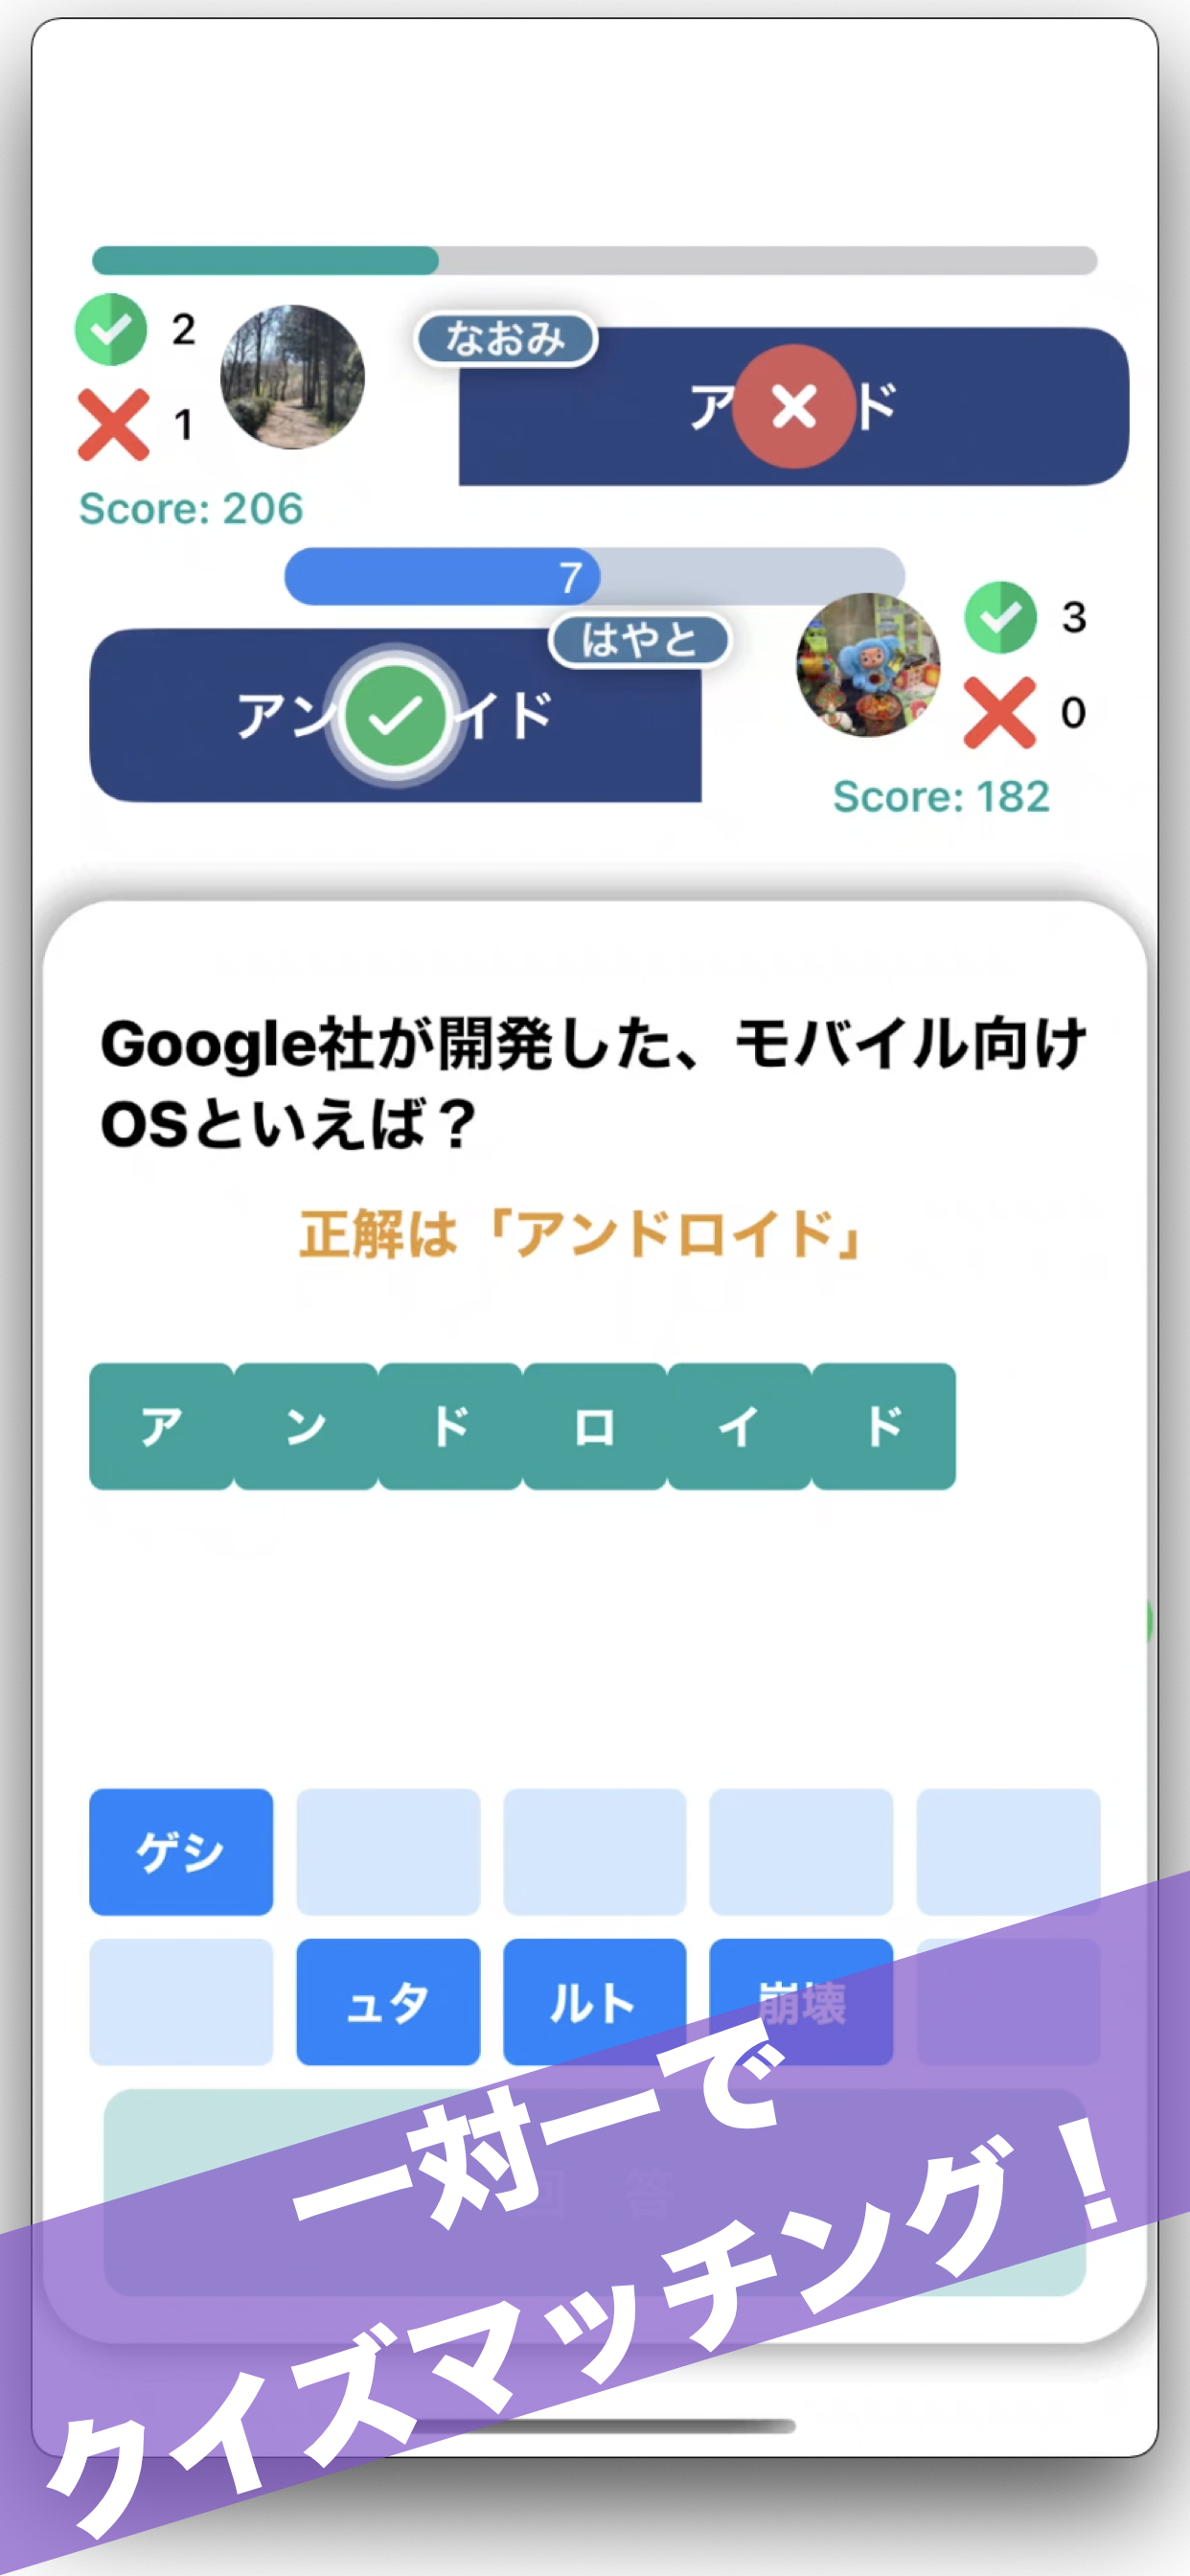 2
なおみ
ア ド
1
Score: 206
7
はやと
3
アン イド
0
Score: 182
Google社が開発した、モバイル向け
OSといえば？
正解は「アンドロイド」
ア ン ド ロ イ ド
ゲシ
ュタ ルト 崩壊
回 答
一対一で
クイズマッチング！